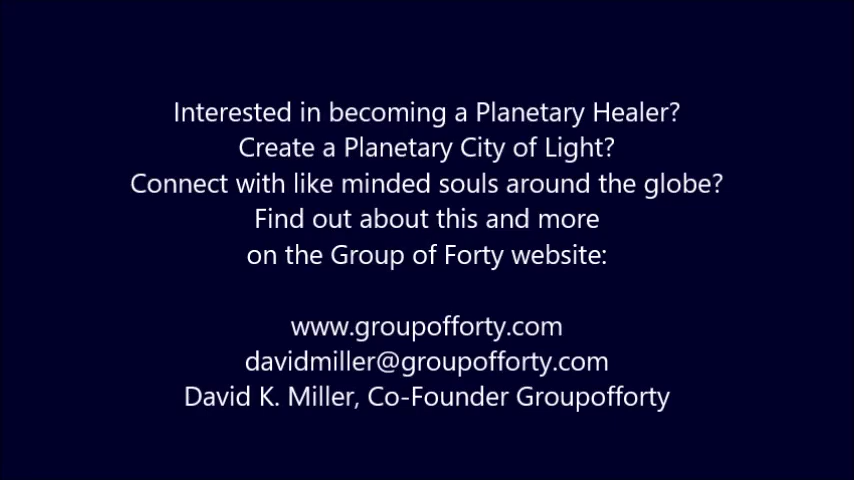 Interested in becoming a Planetary Healer?
Create a Planetary City of Light?
Connect with like minded souls around the globe?
Find out about this and more
on the Group of Forty website:
www.groupofforty.com
davidmiller@groupofforty.com
David K. Miller, Co-Founder Groupofforty